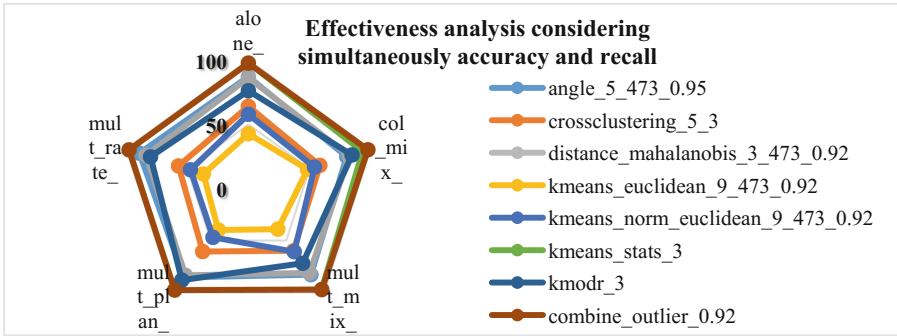 Effectiveness analysis considering
simultaneously accuracy and recall
alo
ne_
100
50
0
col
_mi
x_
mul
t_m
ix_
mul
t_pl
an_
mul
t_ra
te_
angle_5_473_0.95
crossclustering_5_3
distance_mahalanobis_3_473_0.92
kmeans_euclidean_9_473_0.92
kmeans_norm_euclidean_9_473_0.92
kmeans_stats_3
kmodr_3
combine_outlier_0.92